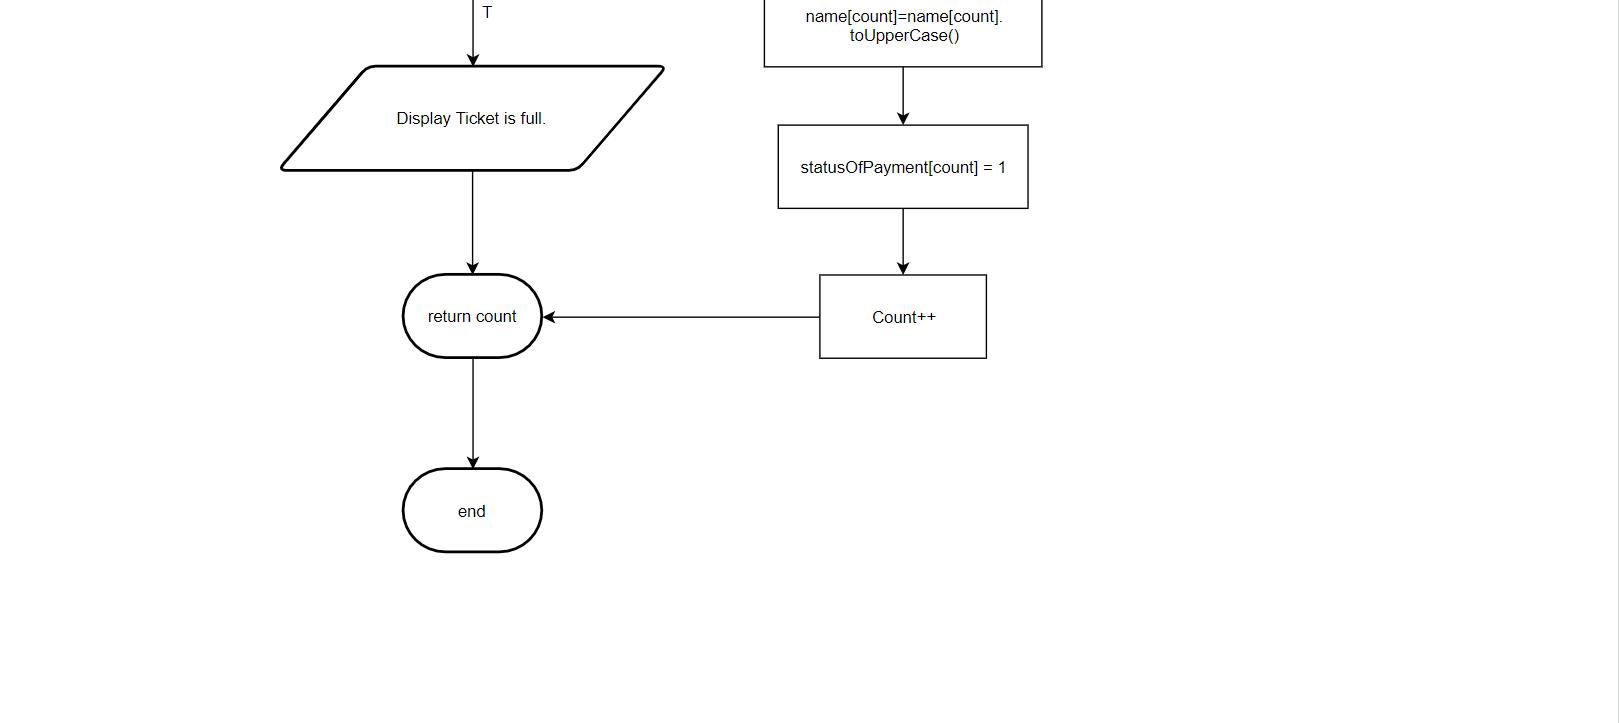 T
name[count]=name[count].
toUpperCase()
Display Ticket is full.
statusOfPayment[count] = 1
return count
Count++
end